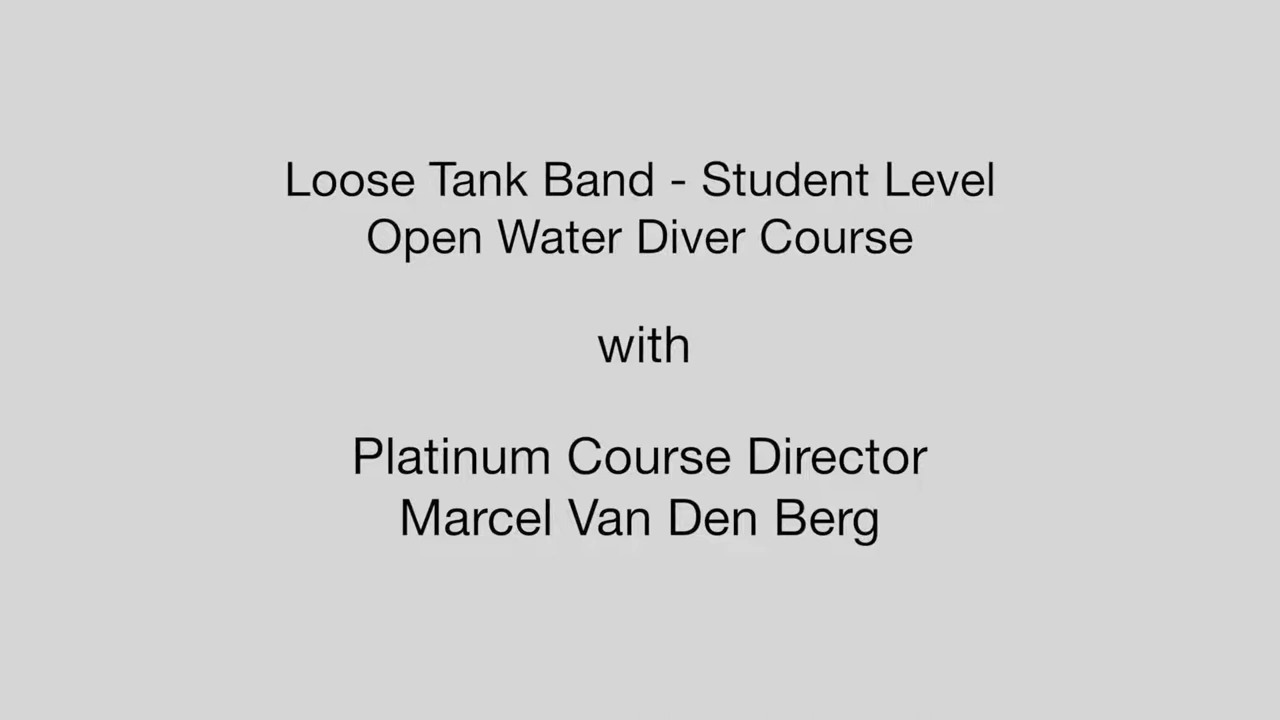 Loose Tank Band - Student Level
Open Water Diver Course
with
Platinum Course Director
Marcel Van Den Berg